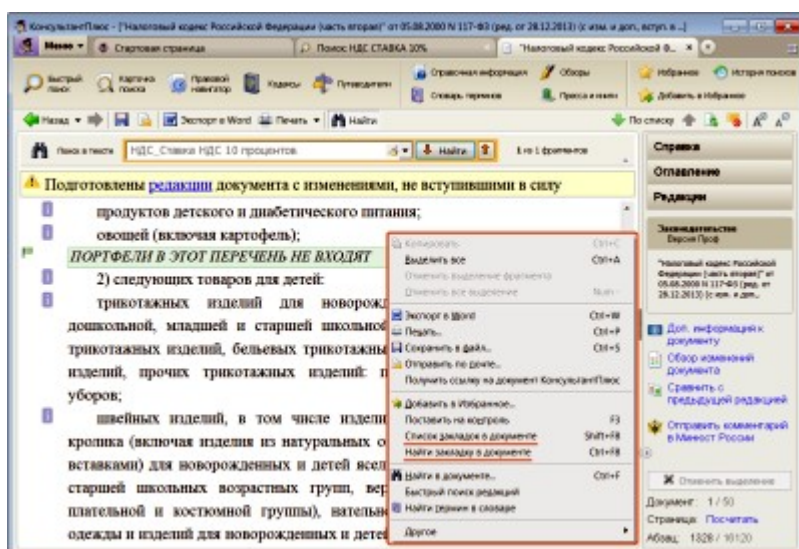 КонсультантПлюс - ["Налоговый кодекс Российской Федерации (часть вторая)" от 05.08.2000 N 117-ФЗ (ред. от 28.12.2013) (с изм. и доп., вступ. в ...]
Меню
Стартовая страница
Поиск: НДС СТАВКА 10%
"Налоговый кодекс Российской Ф...
Быстрый поиск
Карточка поиска
Правовой навигатор
Кодексы
Путеводители
Справочная информация
Словарь терминов
Обзоры
Пресса и книги
Избранное
Добавить в Избранное
История поисков
Назад
Экспорт в Word
Печать
Найти
По списку
Поиск в тексте
НДС_Ставка НДС 10 процентов
Найти
1 из 1 фрагментов
Подготовлены редакции документа с изменениями, не вступившими в силу
продуктов детского и диабетического питания;
овощей (включая картофель);
ПОРТФЕЛИ В ЭТОТ ПЕРЕЧЕНЬ НЕ ВХОДЯТ
2) следующих товаров для детей:
трикотажных изделий для новорожд
дошкольной, младшей и старшей школьной
трикотажных изделий, бельевых трикотажны
изделий, прочих трикотажных изделий: п
уборов;
швейных изделий, в том числе издели
кролика (включая изделия из натуральных о
вставками) для новорожденных и детей ясел
старшей школьных возрастных групп, вер
плательной и костюмной группы), нательно
одежды и изделий для новорожденных и дете
Копировать Ctrl+C
Выделить все Ctrl+A
Отменить выделение фрагмента
Отменить все выделение Num -
Экспорт в Word Ctrl+W
Печать... Ctrl+P
Сохранить в файл... Ctrl+S
Отправить по почте...
Получить ссылку на документ КонсультантПлюс
Добавить в Избранное...
Поставить на контроль F3
Список закладок в документе Shift+F8
Найти закладку в документе Ctrl+F8
Найти в документе... Ctrl+F
Быстрый поиск редакций
Найти термин в словаре
Другое
Справка
Оглавление
Редакции
Законодательство
Версия Проф
"Налоговый кодекс Российской
Федерации (часть вторая)" от
05.08.2000 N 117-ФЗ (ред. от
28.12.2013) (с изм. и доп...
Доп. информация к
документу
Обзор изменений
документа
Сравнить с
предыдущей редакцией
Отправить комментарий
в Минюст России
Отменить выделение
Документ: 1 / 50
Страница: Посчитать
Абзац: 1328 / 10120